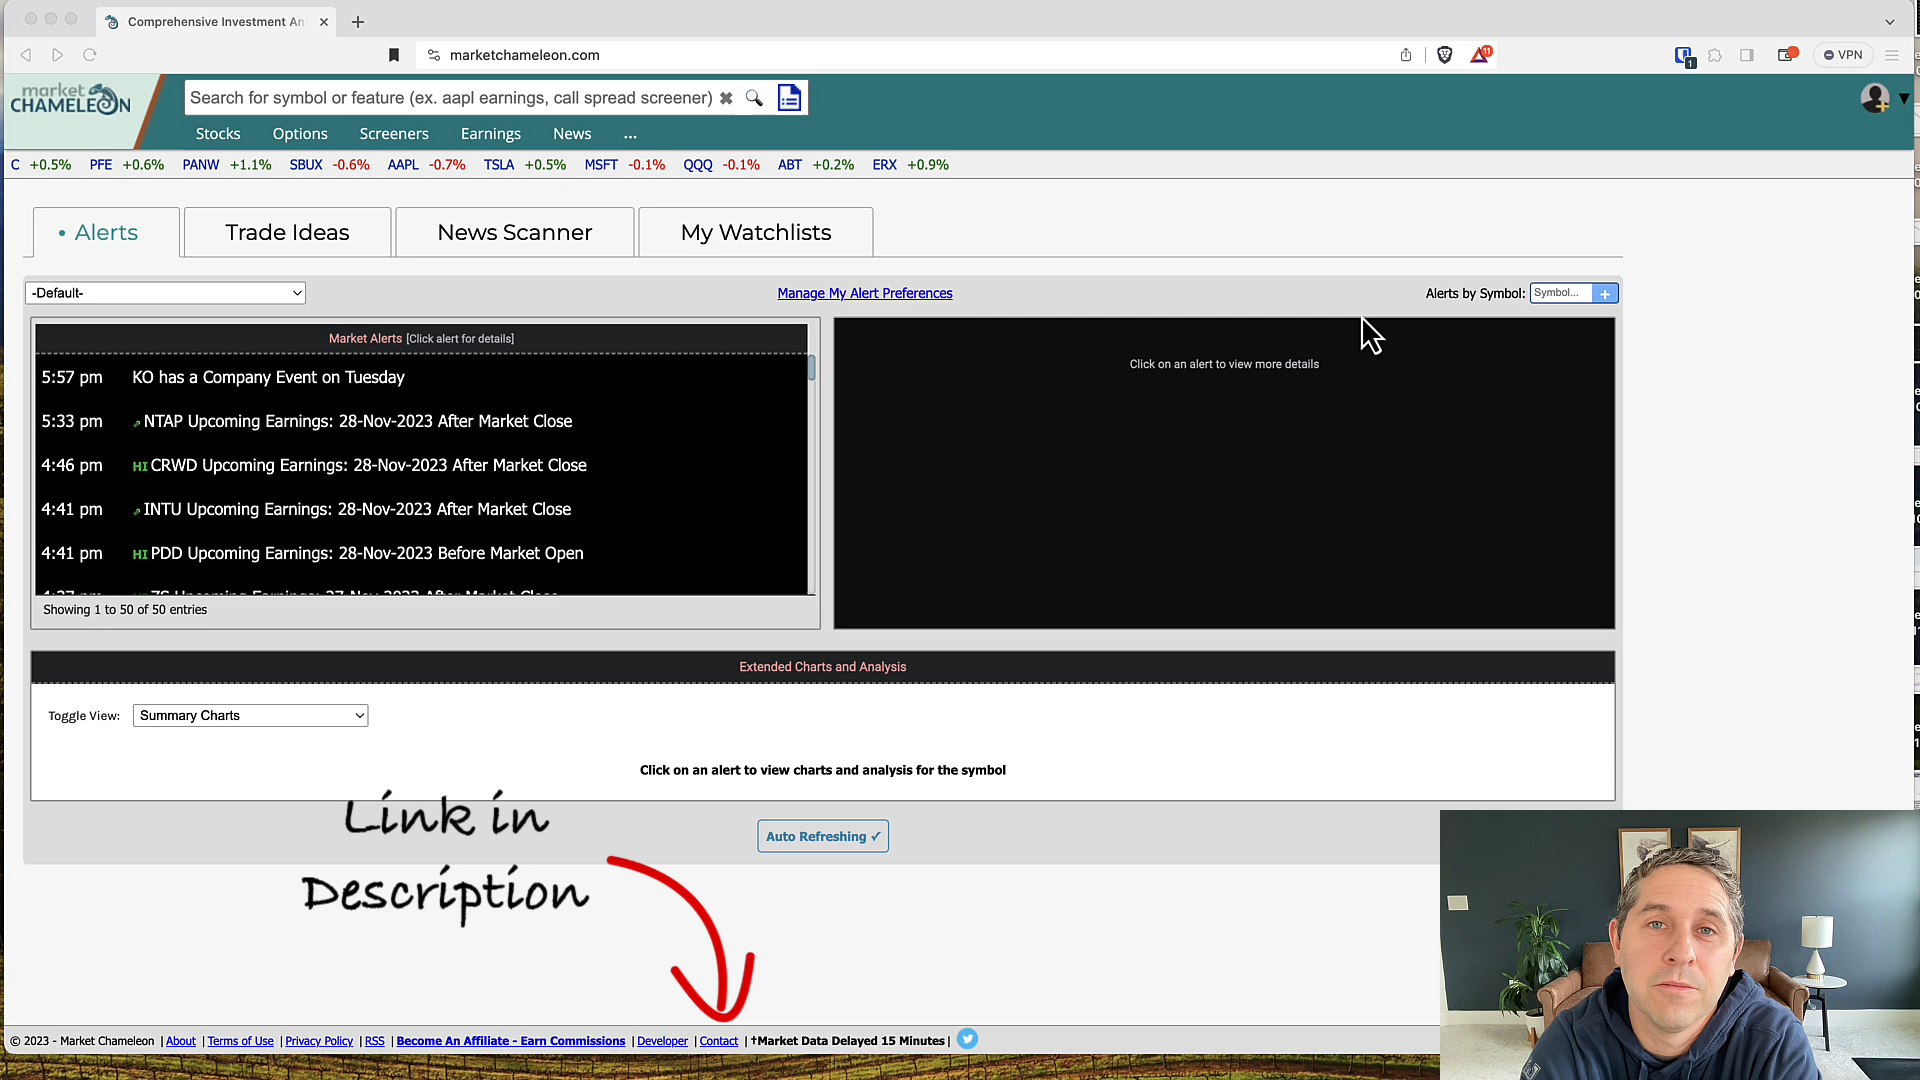 Comprehensive Investment An
marketchameleon.com
11
1
VPN
market
CHAMELEON
Search for symbol or feature (ex. aapl earnings, call spread screener)
Stocks Options Screeners Earnings News ...
C +0.5% PFE +0.6% PANW +1.1% SBUX -0.6% AAPL -0.7% TSLA +0.5% MSFT -0.1% QQQ -0.1% ABT +0.2% ERX +0.9%
• Alerts Trade Ideas News Scanner My Watchlists
-Default- Manage My Alert Preferences Alerts by Symbol: Symbol... +
Market Alerts [Click alert for details]
5:57 pm KO has a Company Event on Tuesday
5:33 pm NTAP Upcoming Earnings: 28-Nov-2023 After Market Close
4:46 pm HI CRWD Upcoming Earnings: 28-Nov-2023 After Market Close
4:41 pm INTU Upcoming Earnings: 28-Nov-2023 After Market Close
4:41 pm HI PDD Upcoming Earnings: 28-Nov-2023 Before Market Open
Showing 1 to 50 of 50 entries
Click on an alert to view more details
Extended Charts and Analysis
Toggle View: Summary Charts
Click on an alert to view charts and analysis for the symbol
Auto Refreshing ✓
Link in
Description
© 2023 - Market Chameleon | About | Terms of Use | Privacy Policy | RSS | Become An Affiliate - Earn Commissions | Developer | Contact | †Market Data Delayed 15 Minutes |